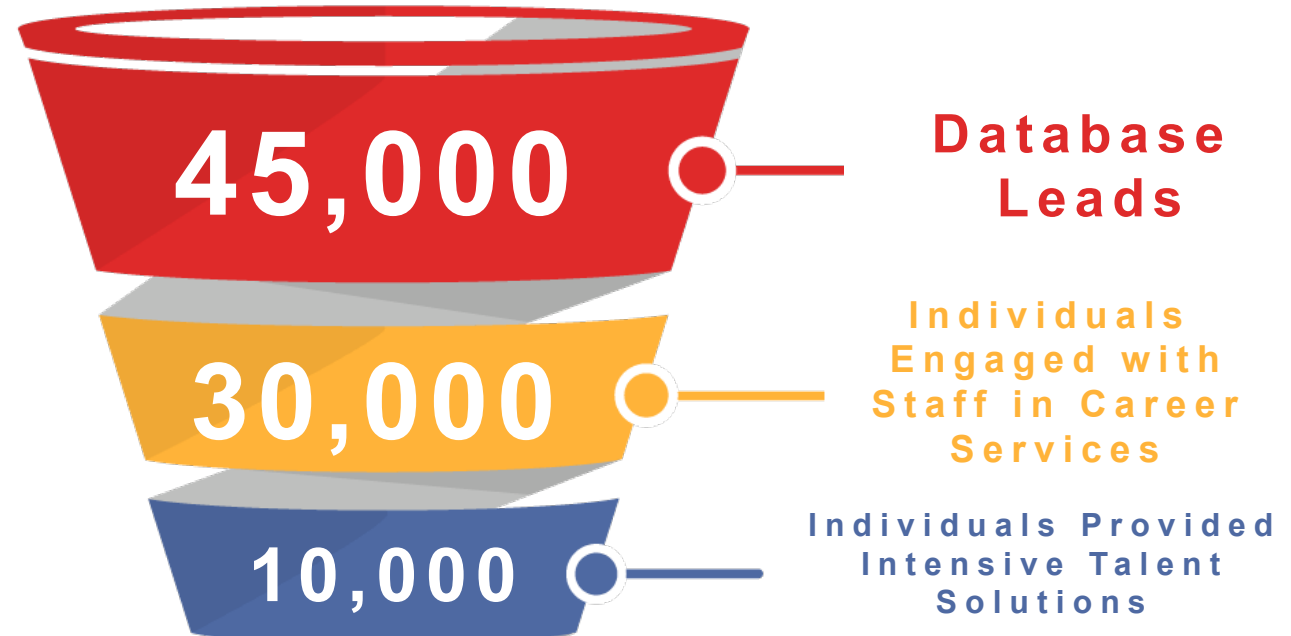 45,000
Database
Leads
30,000
Individuals
Engaged with
Staff in Career
Services
10,000
Individuals Provided
Intensive Talent
Solutions